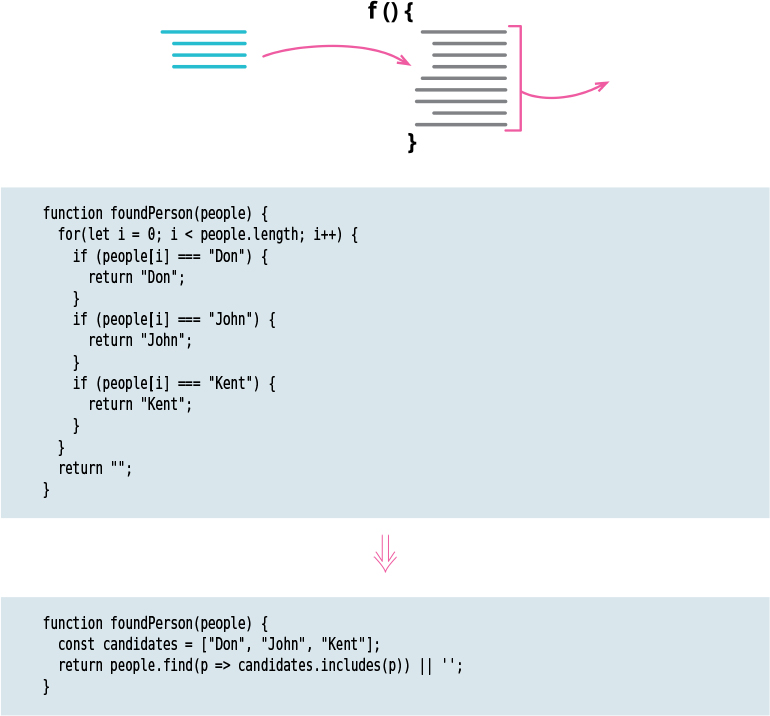 f () {
}
function foundPerson(people) {
  for(let i = 0; i < people.length; i++) {
    if (people[i] === "Don") {
      return "Don";
    }
    if (people[i] === "John") {
      return "John";
    }
    if (people[i] === "Kent") {
      return "Kent";
    }
  }
  return "";
}
function foundPerson(people) {
  const candidates = ["Don", "John", "Kent"];
  return people.find(p => candidates.includes(p)) || '';
}